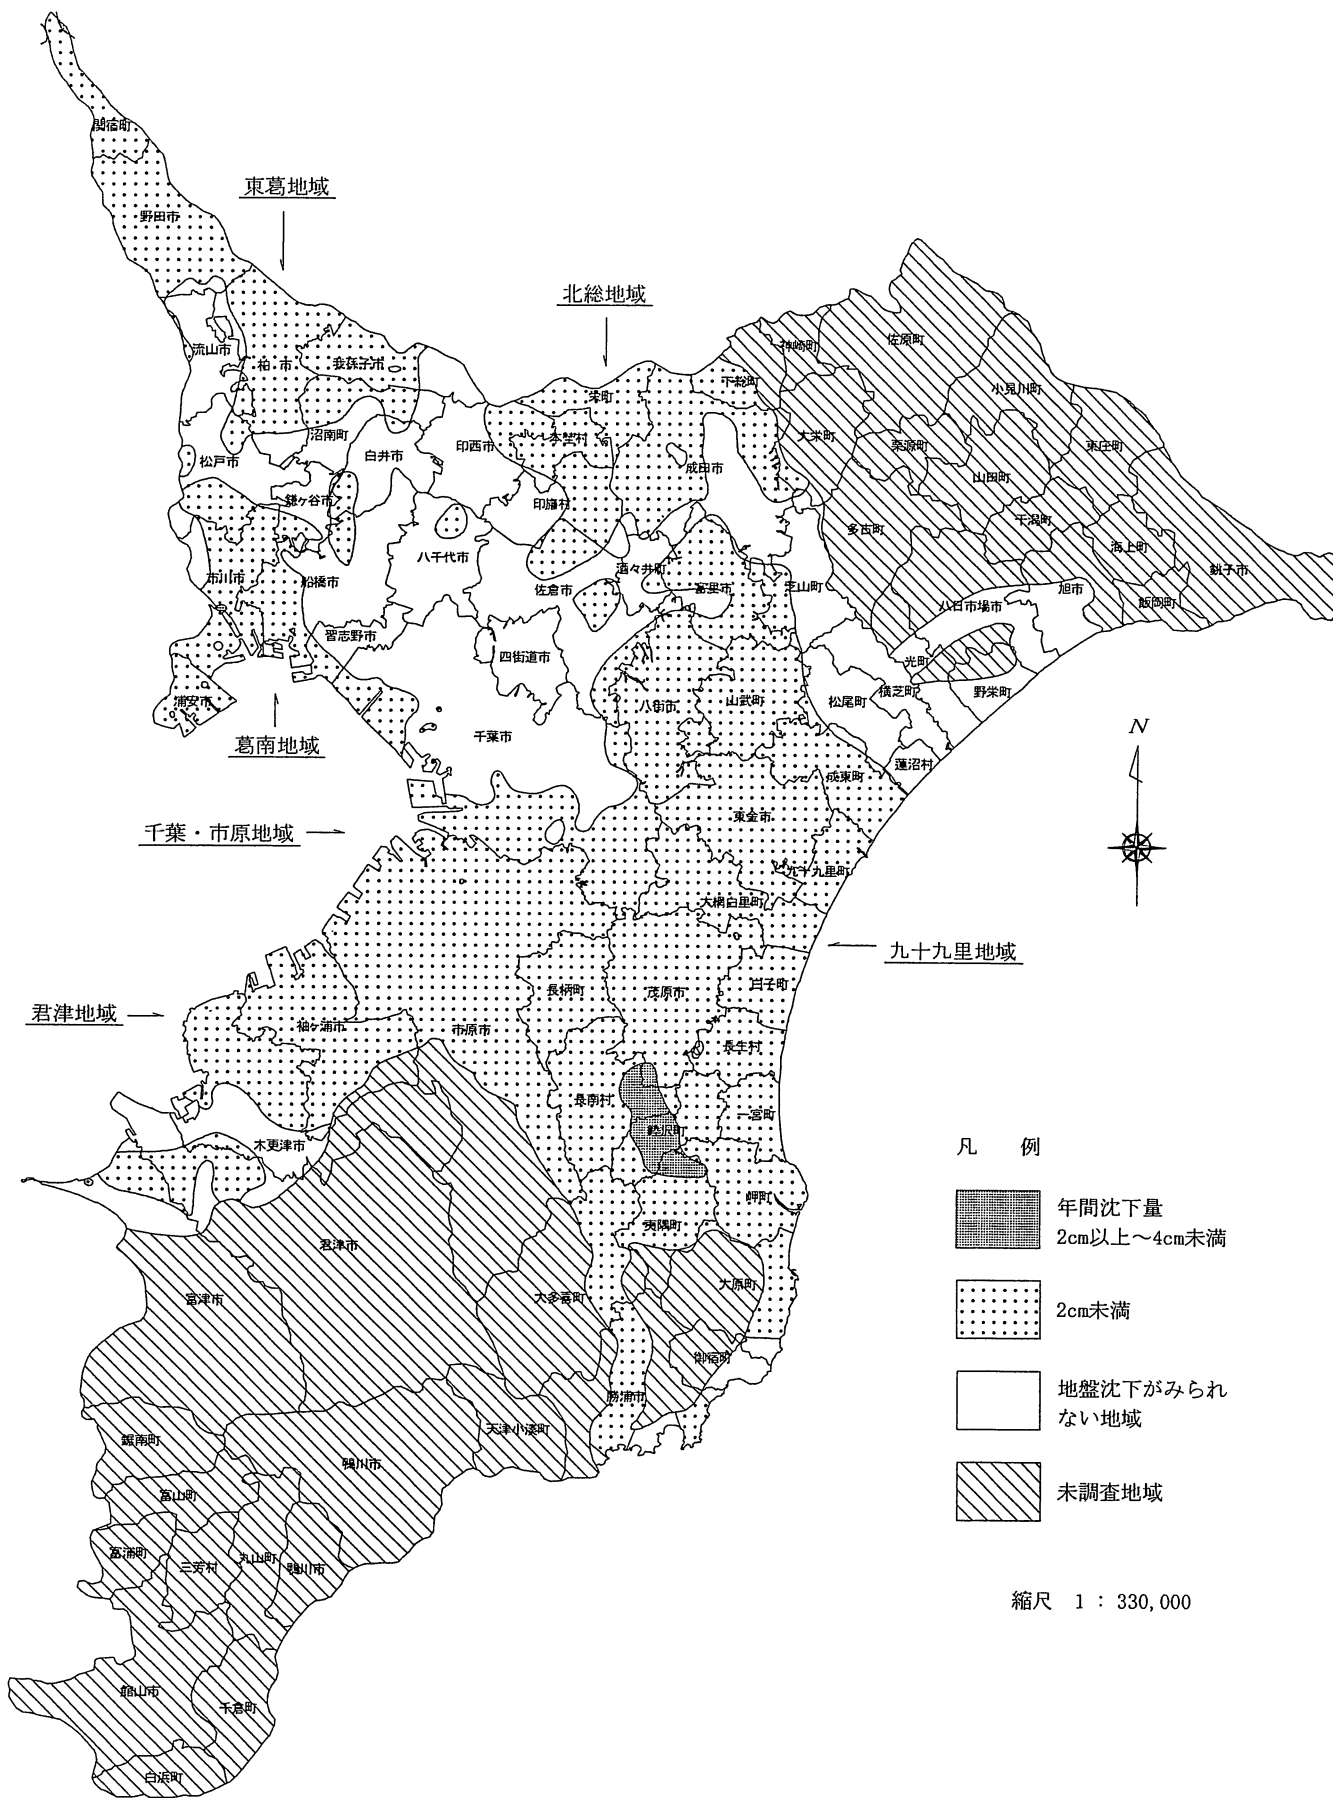 関宿町
東葛地域
野田市
北総地域
流山市
柏市
我孫子市
神崎町
佐原町
下総町
小見川町
栄町
沼南町
印西市
本埜村
大栄町
栗源町
東庄町
松戸市
白井市
成田市
山田町
鎌ヶ谷市
印旛村
多古町
干潟町
海上町
市川市
船橋市
八千代市
酒々井町
佐倉市
富里市
芝山町
銚子市
旭市
飯岡町
八日市場市
習志野市
四街道市
光町
横芝町
野栄町
浦安市
八街市
山武町
松尾町
葛南地域
千葉市
N
蓮沼村
成東町
東金市
千葉・市原地域
九十九里町
大網白里町
九十九里地域
長柄町
茂原市
白子町
君津地域
袖ヶ浦市
市原市
長生村
長南村
一宮町
睦沢町
木更津市
岬町
夷隅町
君津市
大原町
富津市
大多喜町
御宿町
勝浦市
天津小湊町
鋸南町
鴨川市
富山町
富浦町
三芳村
丸山町
鴨川市
館山市
千倉町
白浜町
凡 例
年間沈下量
2cm以上～4cm未満
2cm未満
地盤沈下がみられ
ない地域
未調査地域
縮尺 1 : 330,000